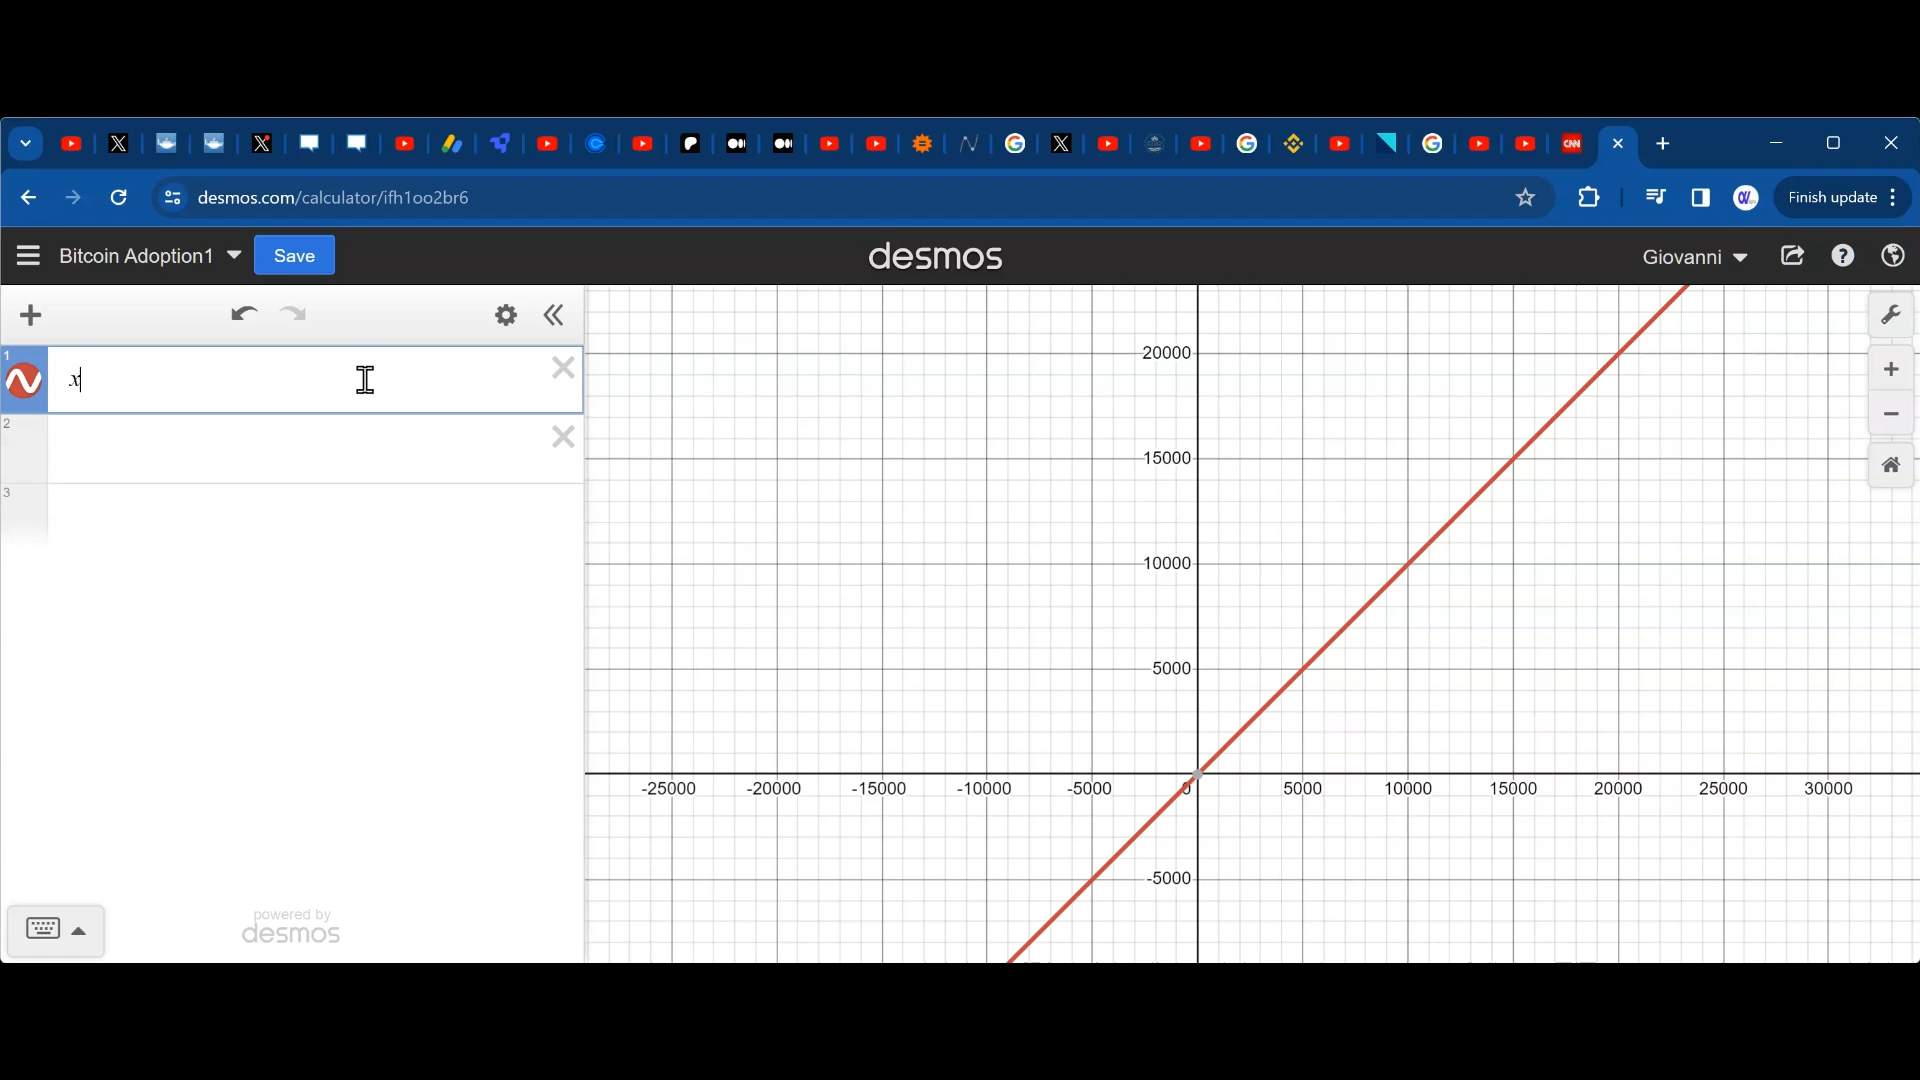 CNN
desmos.com/calculator/ifh1oo2br6
Finish update
Bitcoin Adoption1
Save
desmos
Giovanni
1
x
2
3
20000
15000
10000
5000
-25000 -20000 -15000 -10000 -5000 0 5000 10000 15000 20000 25000 30000
-5000
powered by
desmos